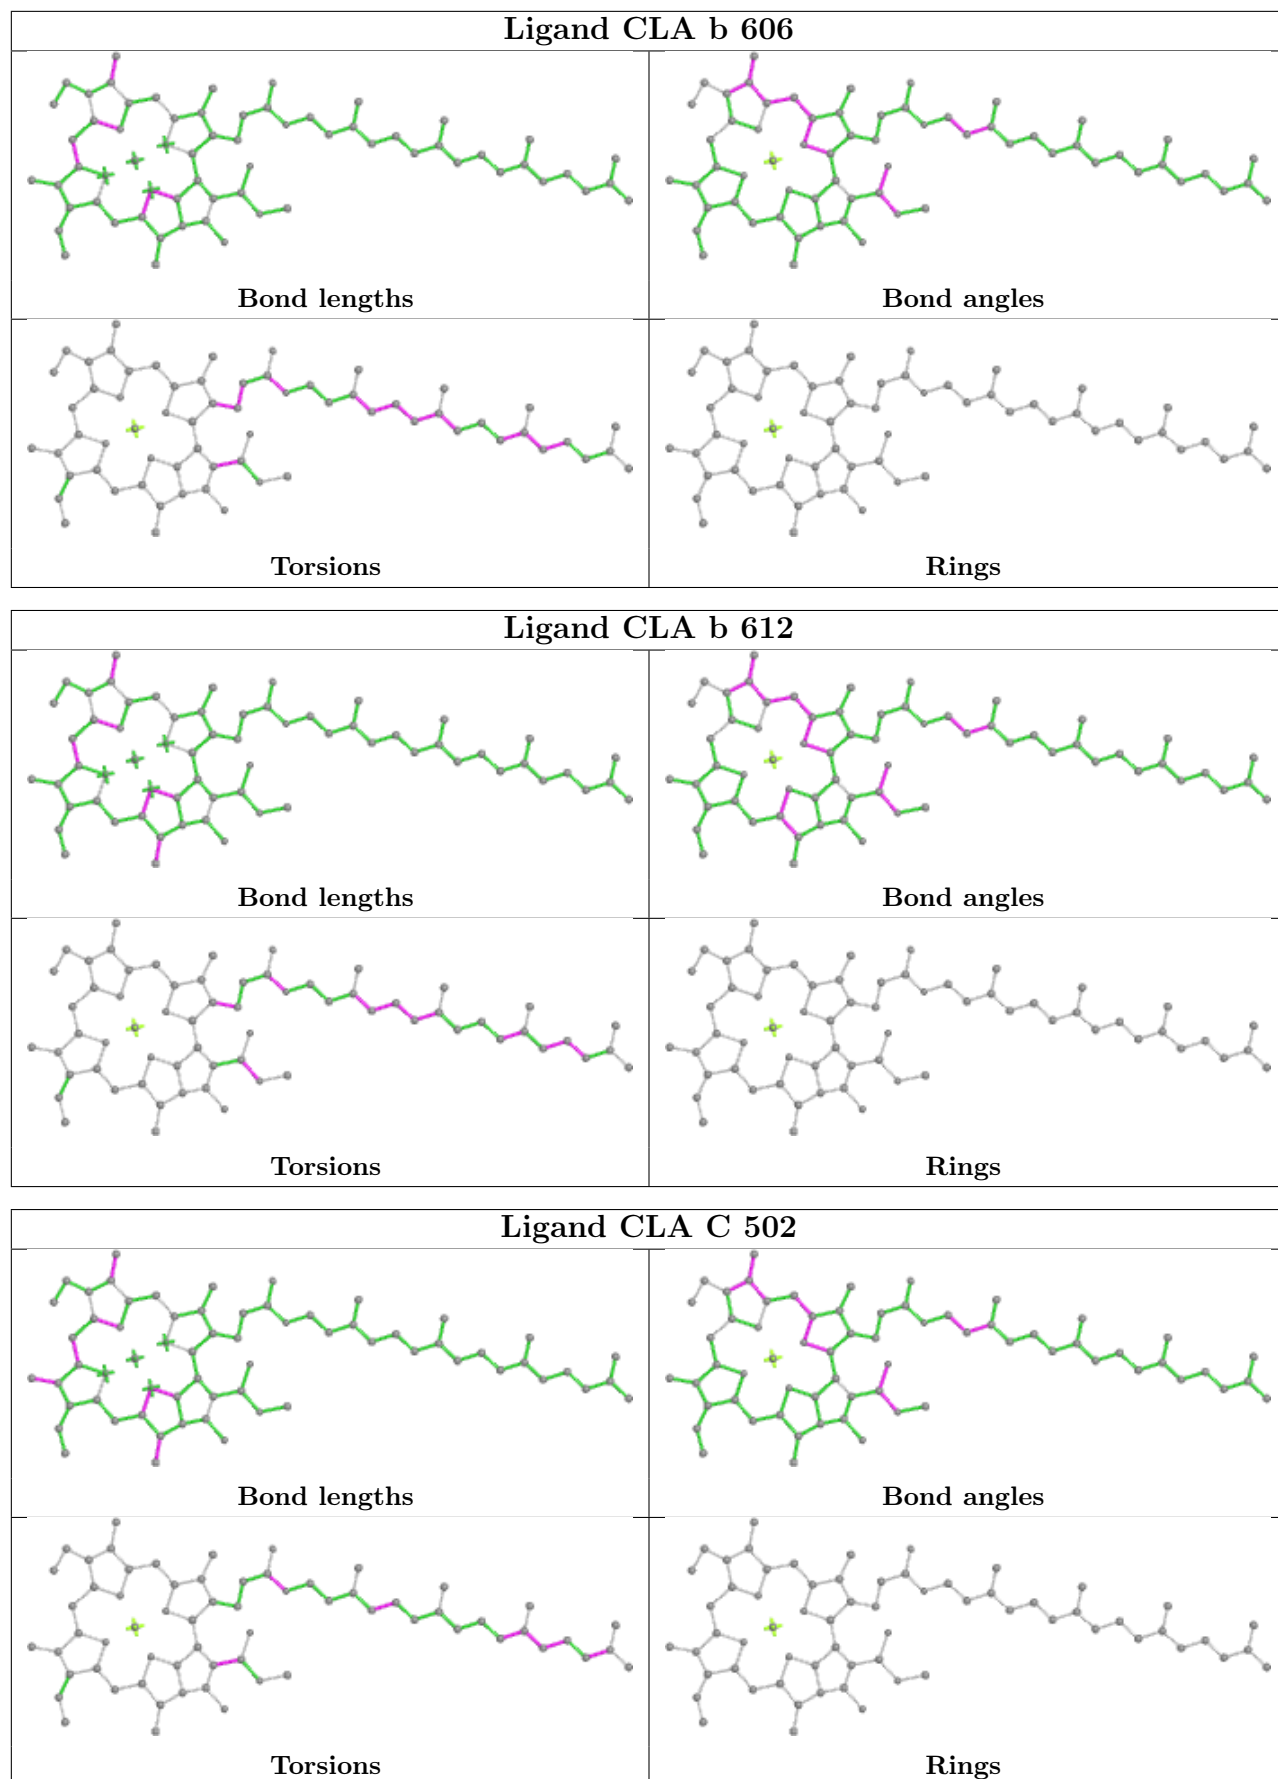 Ligand CLA b 606
Bond lengths
Bond angles
Torsions
Rings
Ligand CLA b 612
Bond lengths
Bond angles
Torsions
Rings
Ligand CLA C 502
Bond lengths
Bond angles
Torsions
Rings